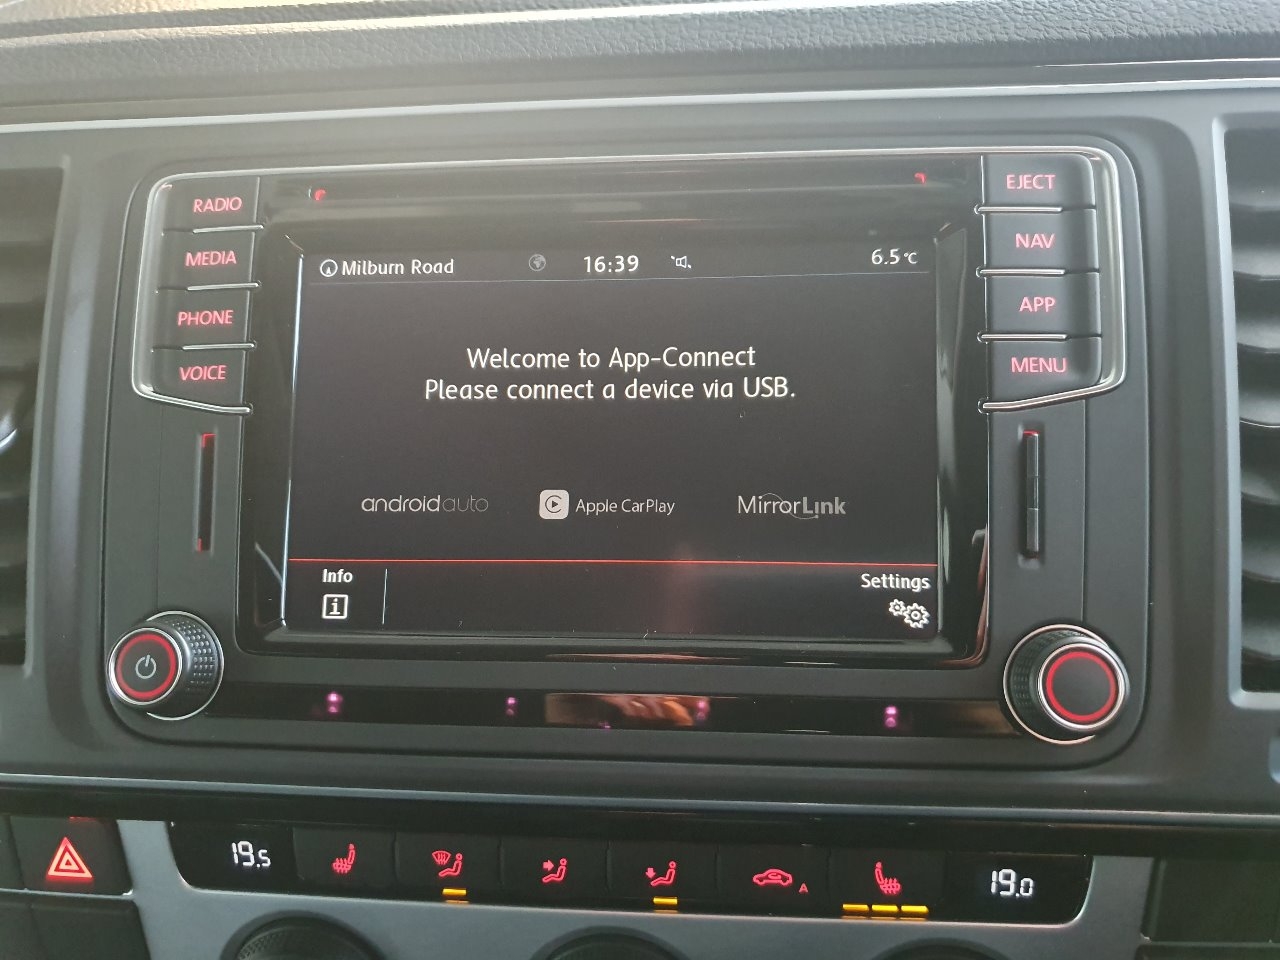 RADIO
MEDIA
PHONE
VOICE
EJECT
NAV
APP
MENU
Milburn Road 16:39 6.5°C
Welcome to App-Connect
Please connect a device via USB.
androidauto Apple CarPlay MirrorLink
Info
Settings
i
19.5 A 19.0